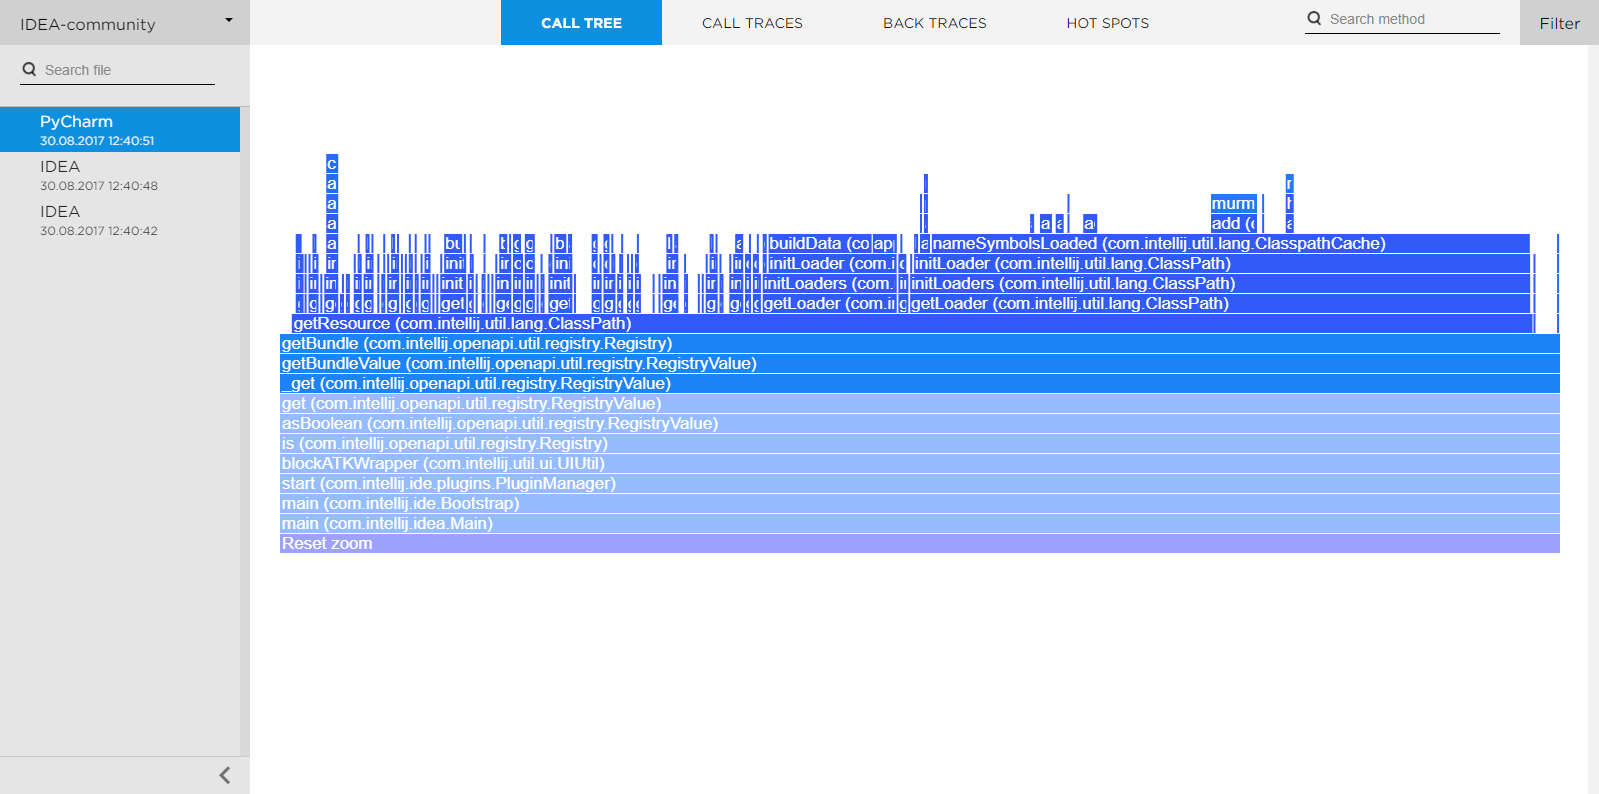 IDEA-community
CALL TREE
CALL TRACES
BACK TRACES
HOT SPOTS
Search method
Filter
Search file
PyCharm
30.08.2017 12:40:51
IDEA
30.08.2017 12:40:48
IDEA
30.08.2017 12:40:42
c
a
r
a
murm
a
add (
a
buildData (co
app
nameSymbolsLoaded (com.intellij.util.lang.ClasspathCache)
init
initLoader (com.i
initLoader (com.intellij.util.lang.ClassPath)
init
init
initLoaders (com.
initLoaders (com.intellij.util.lang.ClassPath)
get
getLoader (com.i
getLoader (com.intellij.util.lang.ClassPath)
getResource (com.intellij.util.lang.ClassPath)
getBundle (com.intellij.openapi.util.registry.Registry)
getBundleValue (com.intellij.openapi.util.registry.RegistryValue)
_get (com.intellij.openapi.util.registry.RegistryValue)
get (com.intellij.openapi.util.registry.RegistryValue)
asBoolean (com.intellij.openapi.util.registry.RegistryValue)
is (com.intellij.openapi.util.registry.Registry)
blockATKWrapper (com.intellij.util.ui.UIUtil)
start (com.intellij.ide.plugins.PluginManager)
main (com.intellij.ide.Bootstrap)
main (com.intellij.idea.Main)
Reset zoom